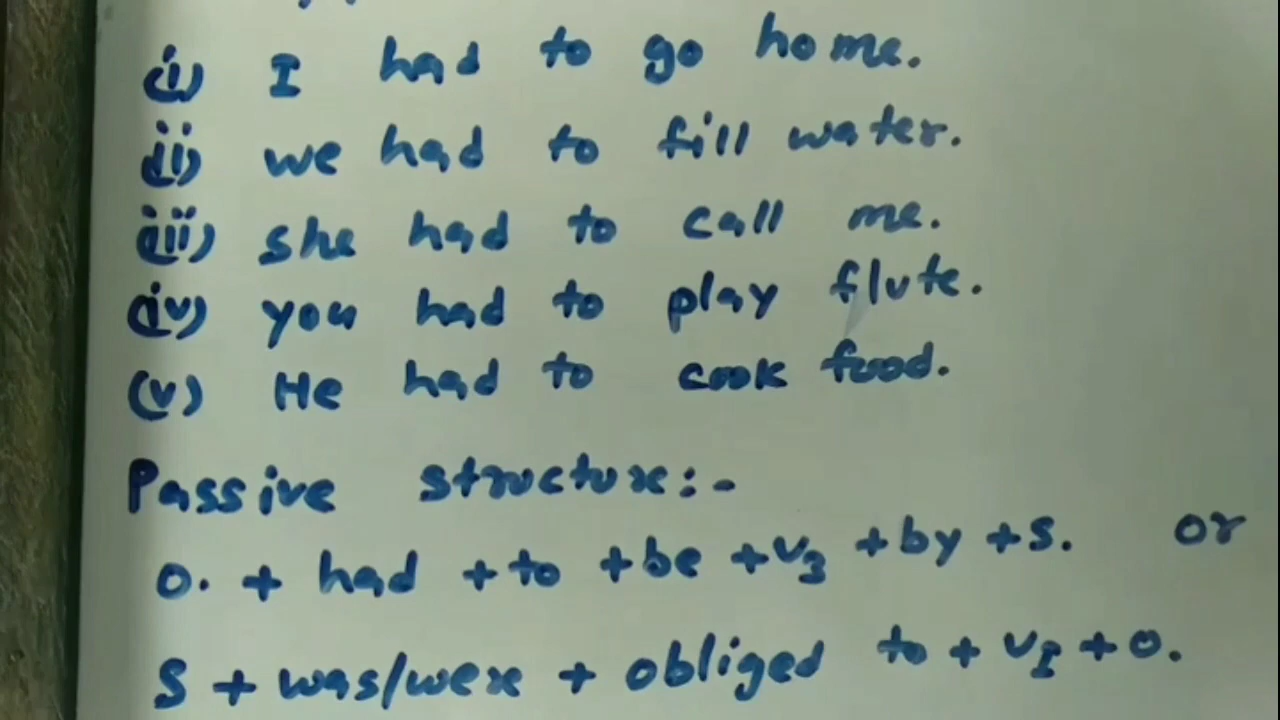 (i) I had to go home.
(ii) we had to fill water.
(iii) she had to call me.
(iv) you had to play flute.
(v) He had to cook food.
Passive structure:-
O. + had + to + be + v3 + by + S. or
S + was/were + obliged to + vI + O.